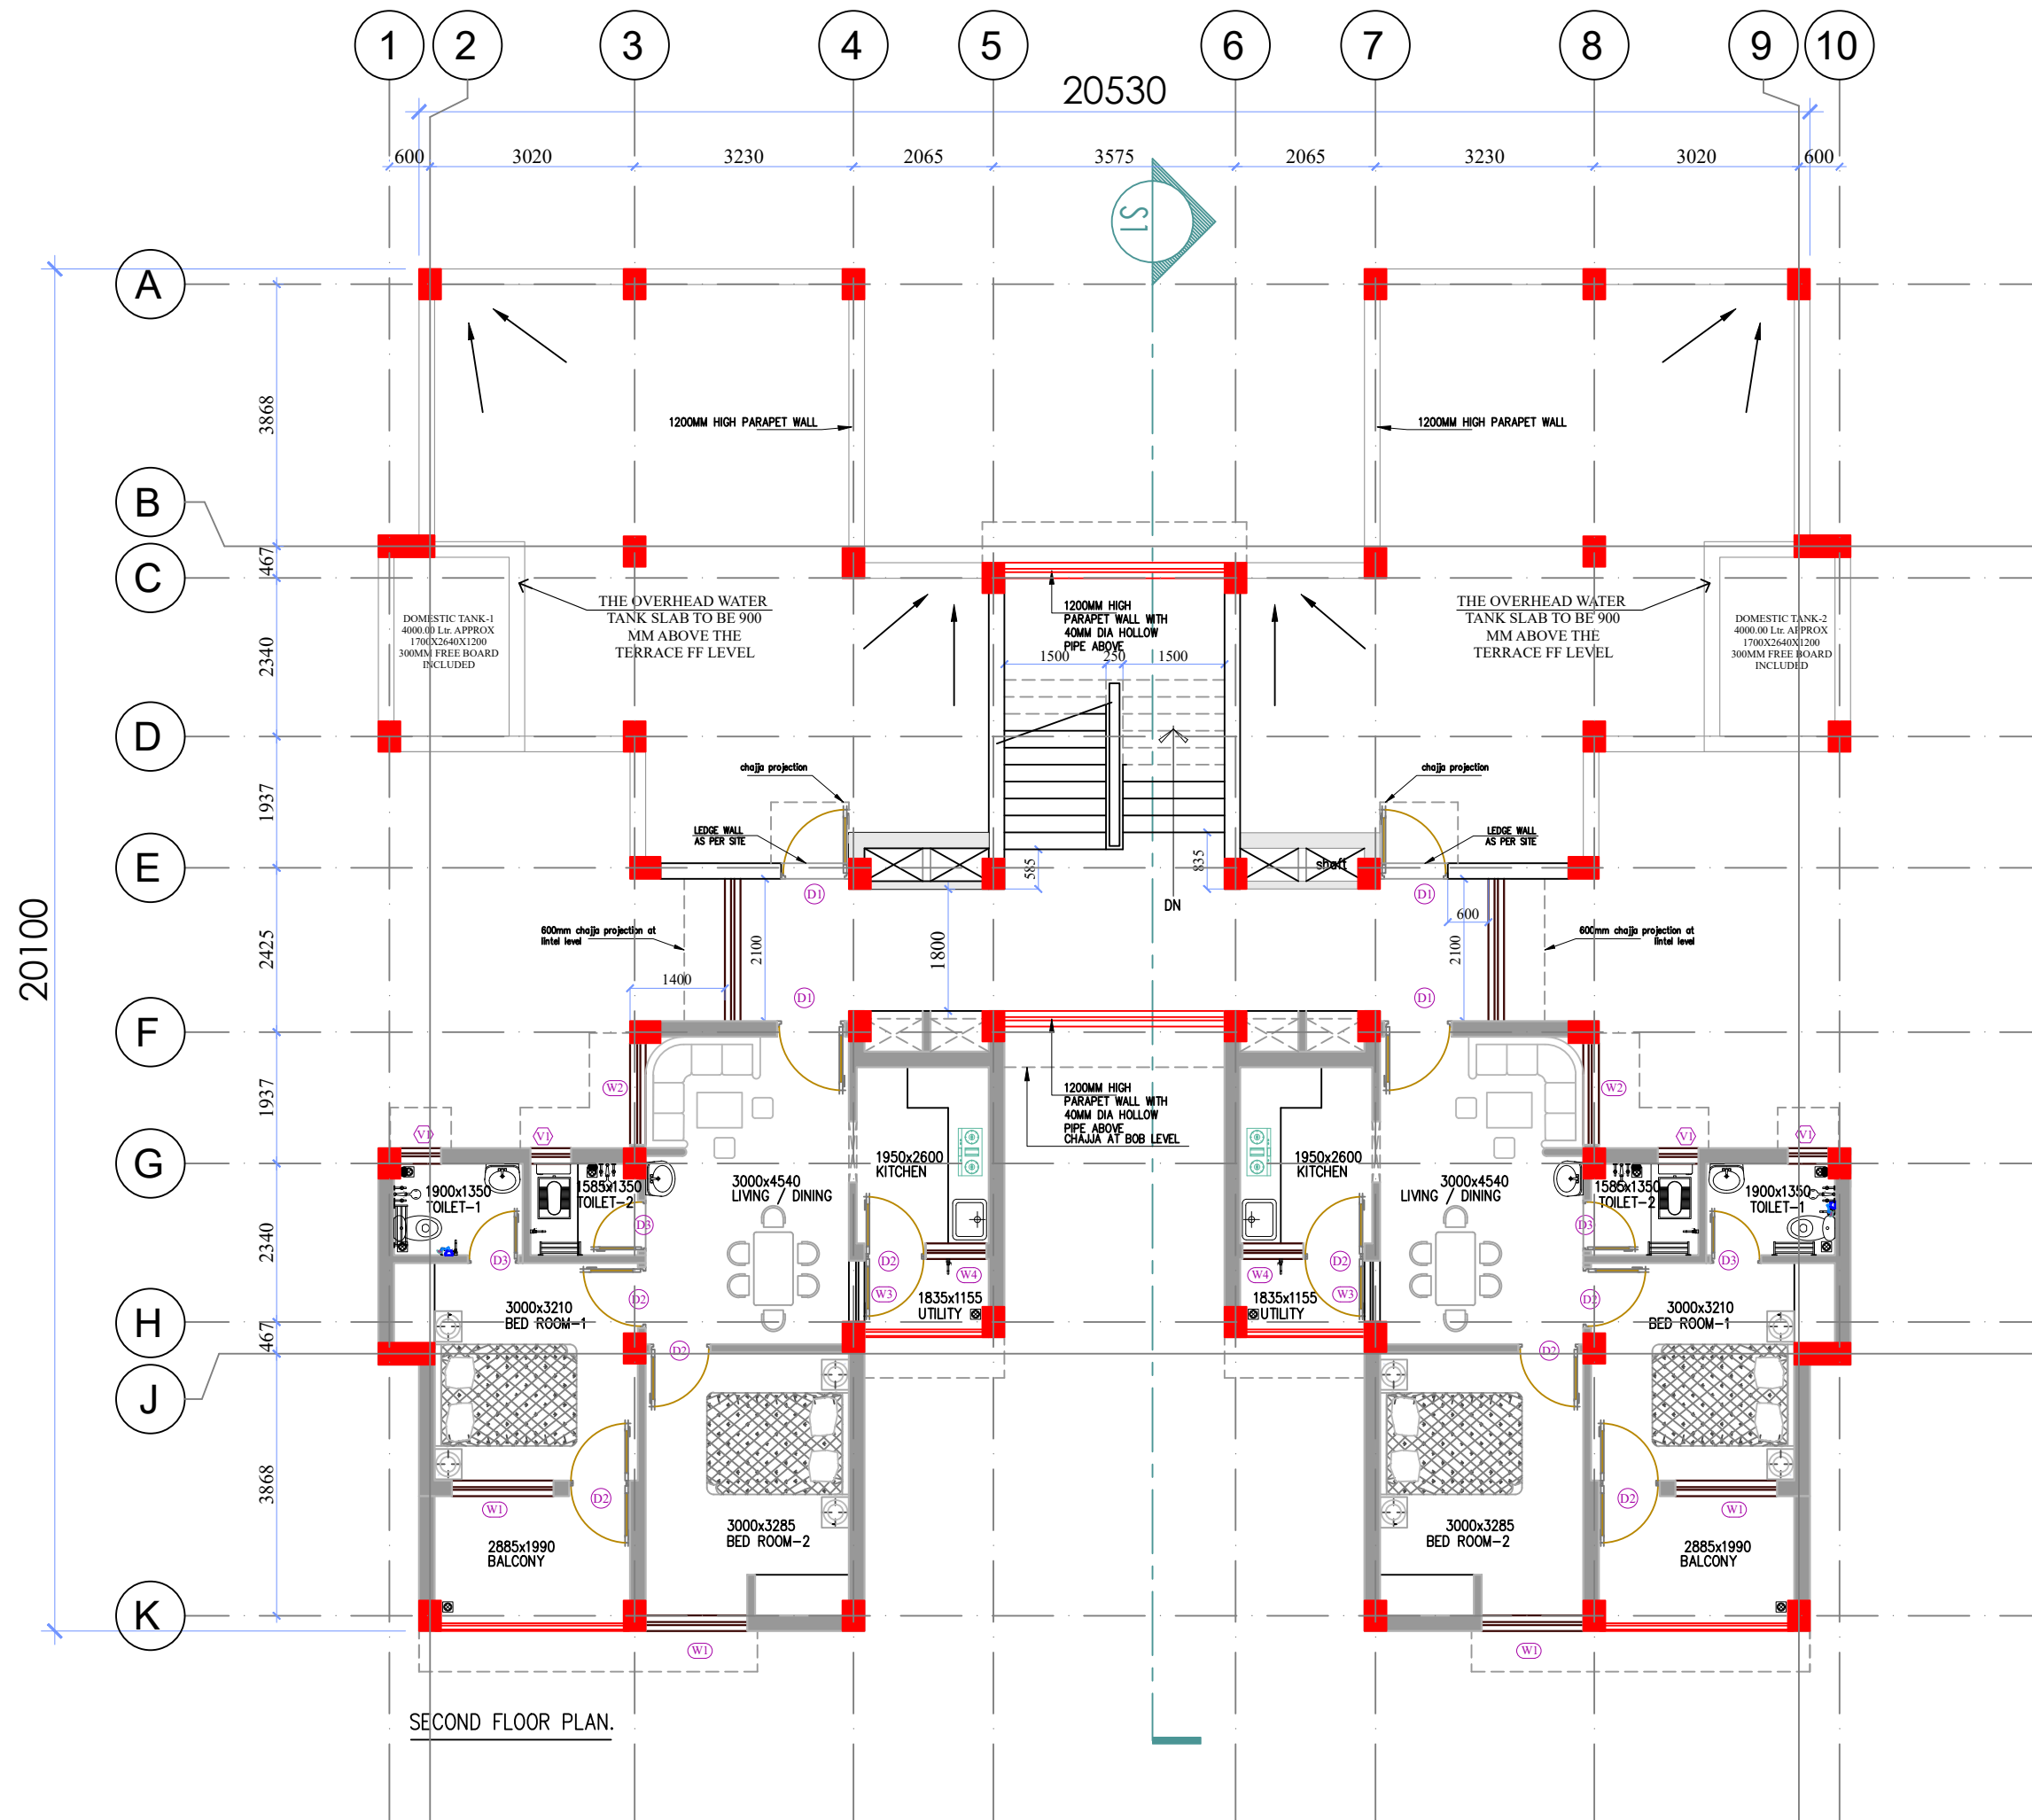 1 2 3 4 5 6 7 8 9 10
20530
600 3020 3230 2065 3575 2065 3230 3020 600
S1
A
B
C
D
E
F
G
H
J
K
20100
3868
467
2340
1937
2425
1937
2340
467
3868
1200MM HIGH PARAPET WALL
1200MM HIGH PARAPET WALL
DOMESTIC TANK-1
4000.00 Ltr. APPROX
1700X2640X1200
300MM FREE BOARD
INCLUDED
THE OVERHEAD WATER
TANK SLAB TO BE 900
MM ABOVE THE
TERRACE FF LEVEL
1200MM HIGH
PARAPET WALL WITH
40MM DIA HOLLOW
PIPE ABOVE
1500 250 1500
THE OVERHEAD WATER
TANK SLAB TO BE 900
MM ABOVE THE
TERRACE FF LEVEL
DOMESTIC TANK-2
4000.00 Ltr. APPROX
1700X2640X1200
300MM FREE BOARD
INCLUDED
chajja projection
chajja projection
LEDGE WALL
AS PER SITE
LEDGE WALL
AS PER SITE
585
835
shaft
D1
D1
DN
600
600mm chajja projection at
lintel level
600mm chajja projection at
lintel level
2100
1800
2100
1400
D1
D1
W2
W2
1200MM HIGH
PARAPET WALL WITH
40MM DIA HOLLOW
PIPE ABOVE
CHAJJA AT BOB LEVEL
V1
V1
V1
V1
1900x1350
TOILET-1
1585x1350
TOILET-2
3000x4540
LIVING / DINING
1950x2600
KITCHEN
1950x2600
KITCHEN
3000x4540
LIVING / DINING
1585x1350
TOILET-2
1900x1350
TOILET-1
D3
D3
D2
W4
W4
D2
D3
D3
W3
W3
D2
D2
3000x3210
BED ROOM-1
1835x1155
UTILITY
1835x1155
UTILITY
3000x3210
BED ROOM-1
D2
D2
D2
D2
W1
W1
3000x3285
BED ROOM-2
3000x3285
BED ROOM-2
2885x1990
BALCONY
2885x1990
BALCONY
W1
W1
SECOND FLOOR PLAN.